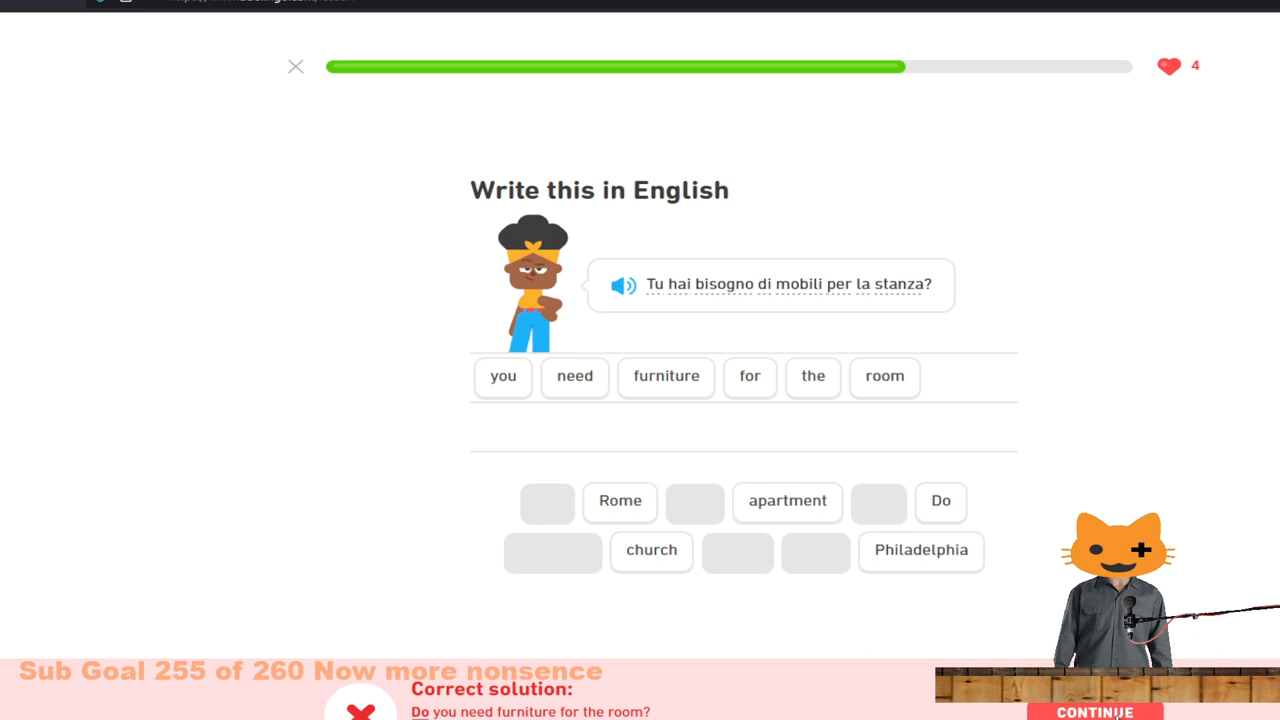 4
Write this in English
Tu hai bisogno di mobili per la stanza?
you need furniture for the room
Rome apartment Do
church Philadelphia
Sub Goal 255 of 260 Now more nonsense
Correct solution:
Do you need furniture for the room?
CONTINUE